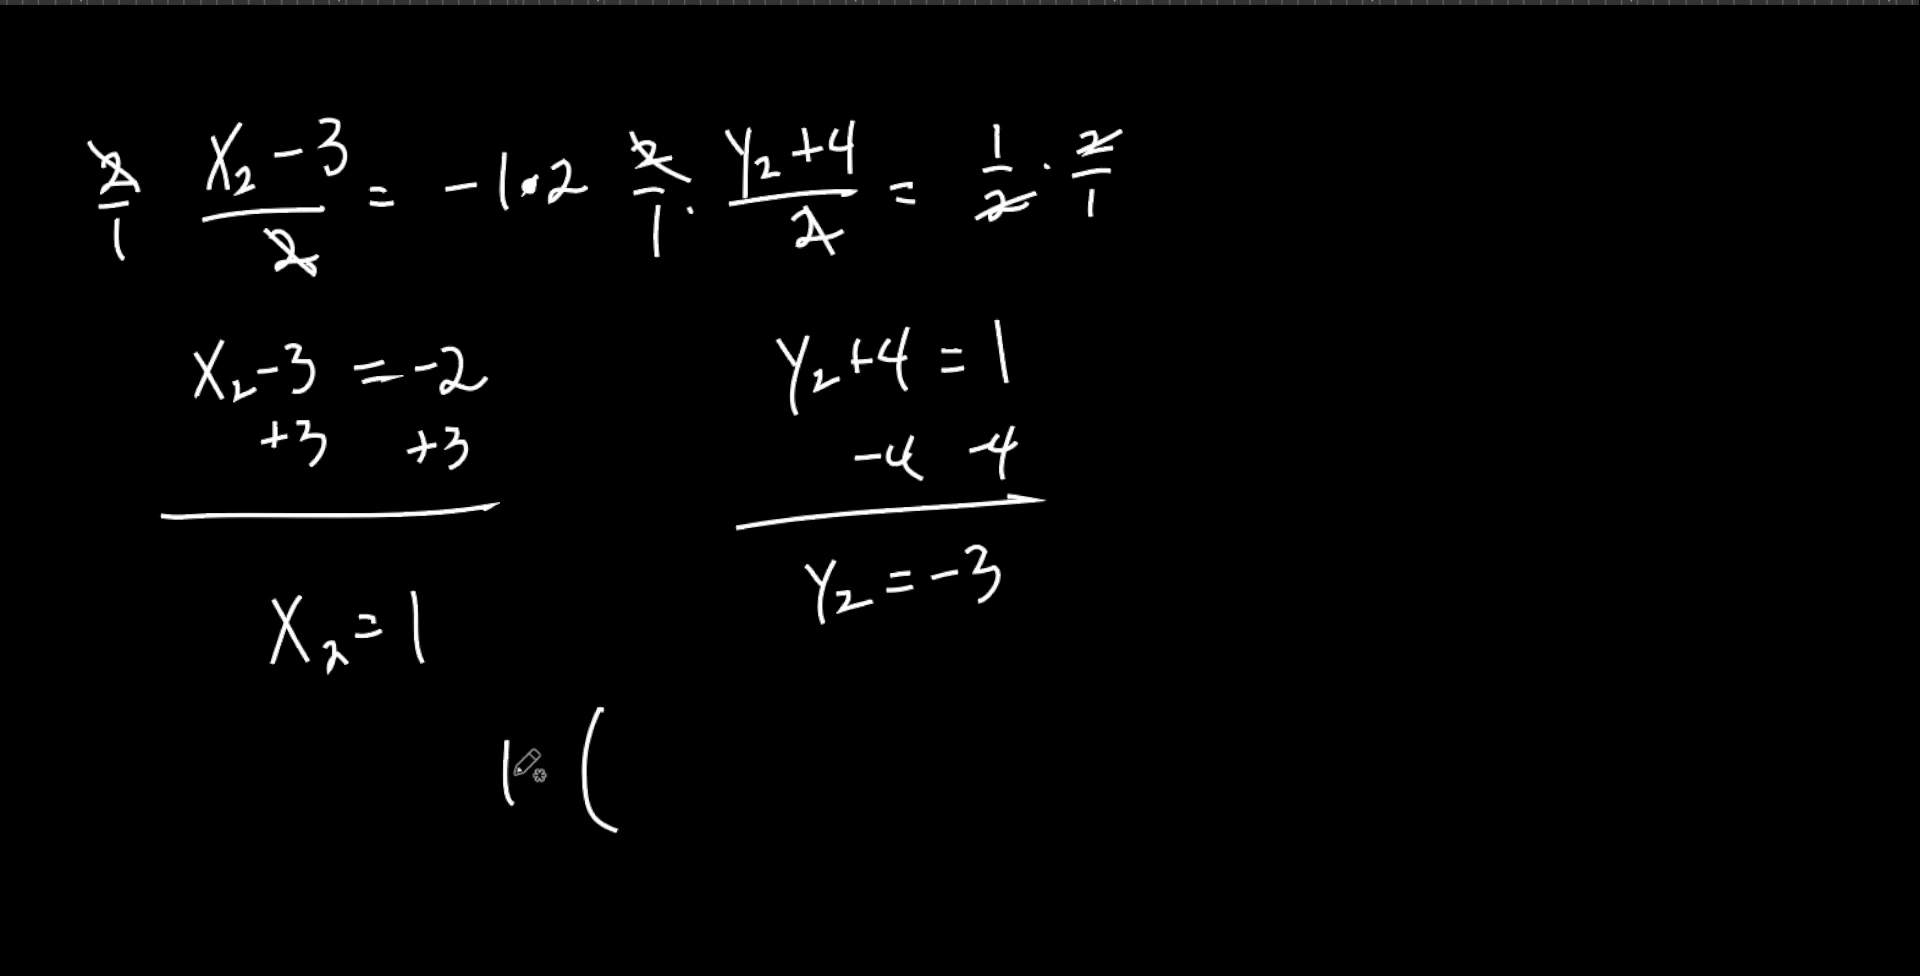 2/1 (X₂ - 3)/2 = -1 • 2    2/1 · (Y₂ + 4)/2 = 1/2 · 2/1
X₂ - 3 = -2    Y₂ + 4 = 1
+3 +3    -4 -4
X₂ = 1    Y₂ = -3
(